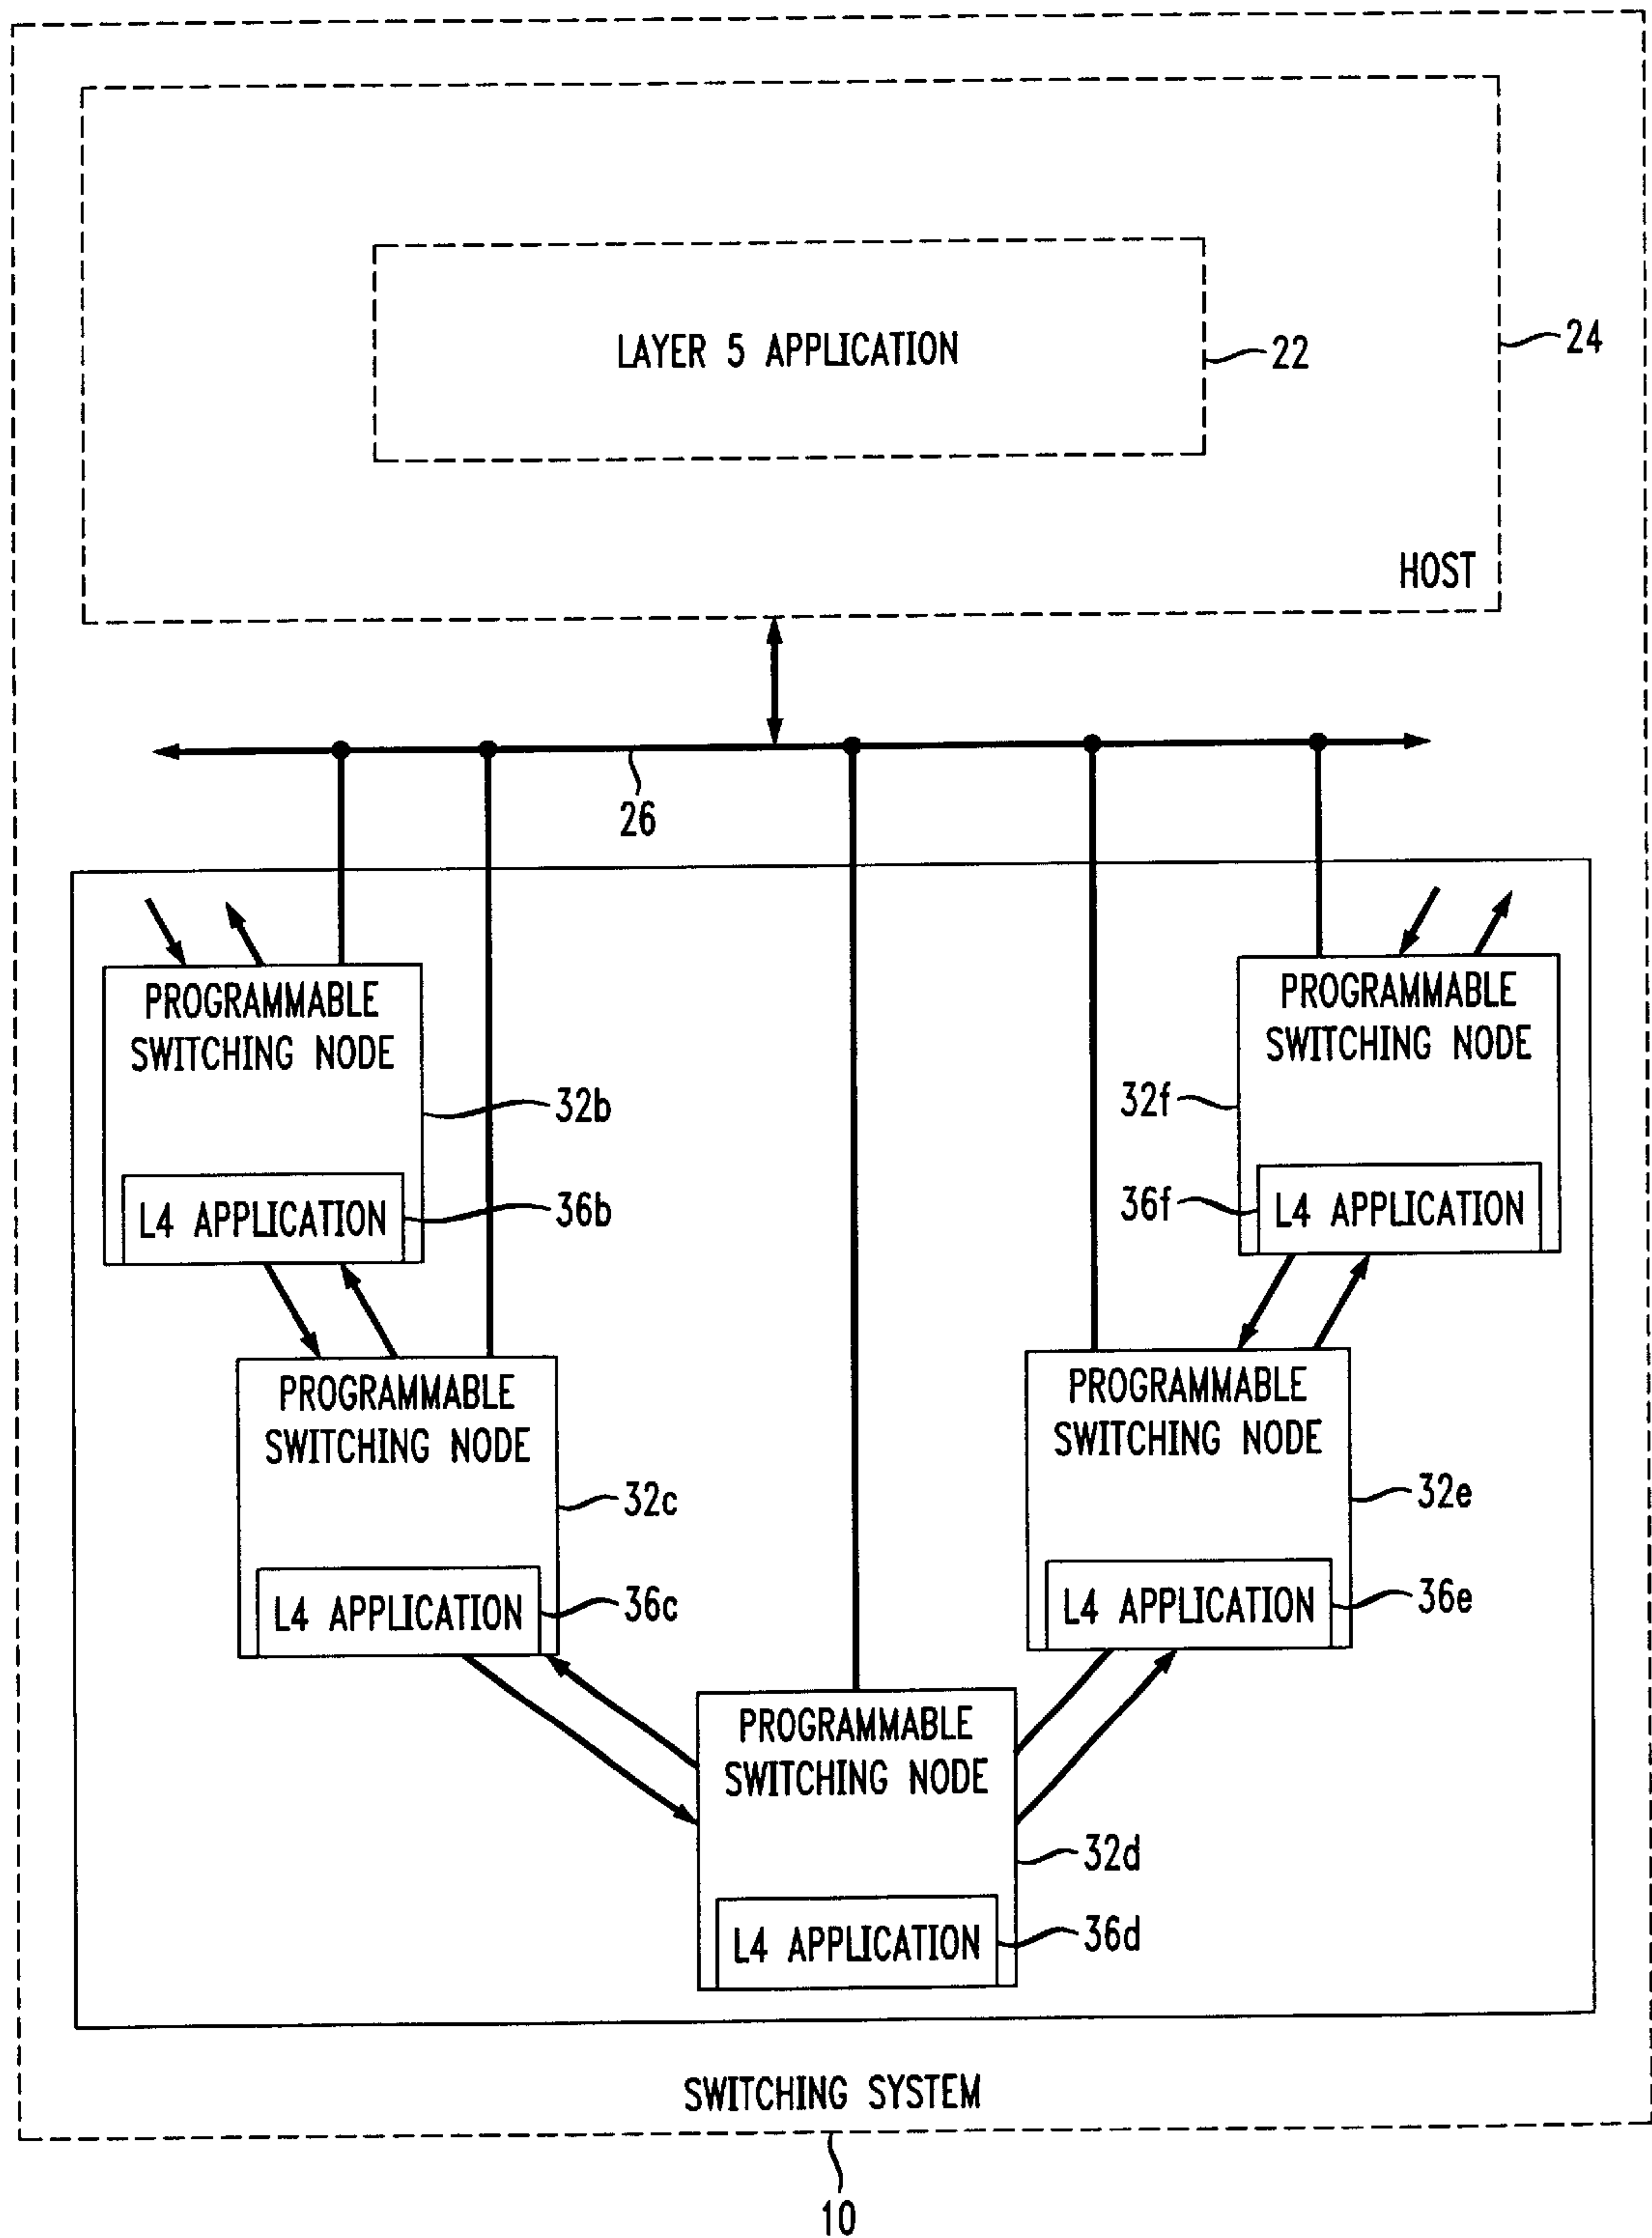 LAYER 5 APPLICATION
22
24
HOST
26
PROGRAMMABLE
SWITCHING NODE
32b
L4 APPLICATION
36b
PROGRAMMABLE
SWITCHING NODE
32f
L4 APPLICATION
36f
PROGRAMMABLE
SWITCHING NODE
32c
L4 APPLICATION
36c
PROGRAMMABLE
SWITCHING NODE
32e
L4 APPLICATION
36e
PROGRAMMABLE
SWITCHING NODE
32d
L4 APPLICATION
36d
SWITCHING SYSTEM
10